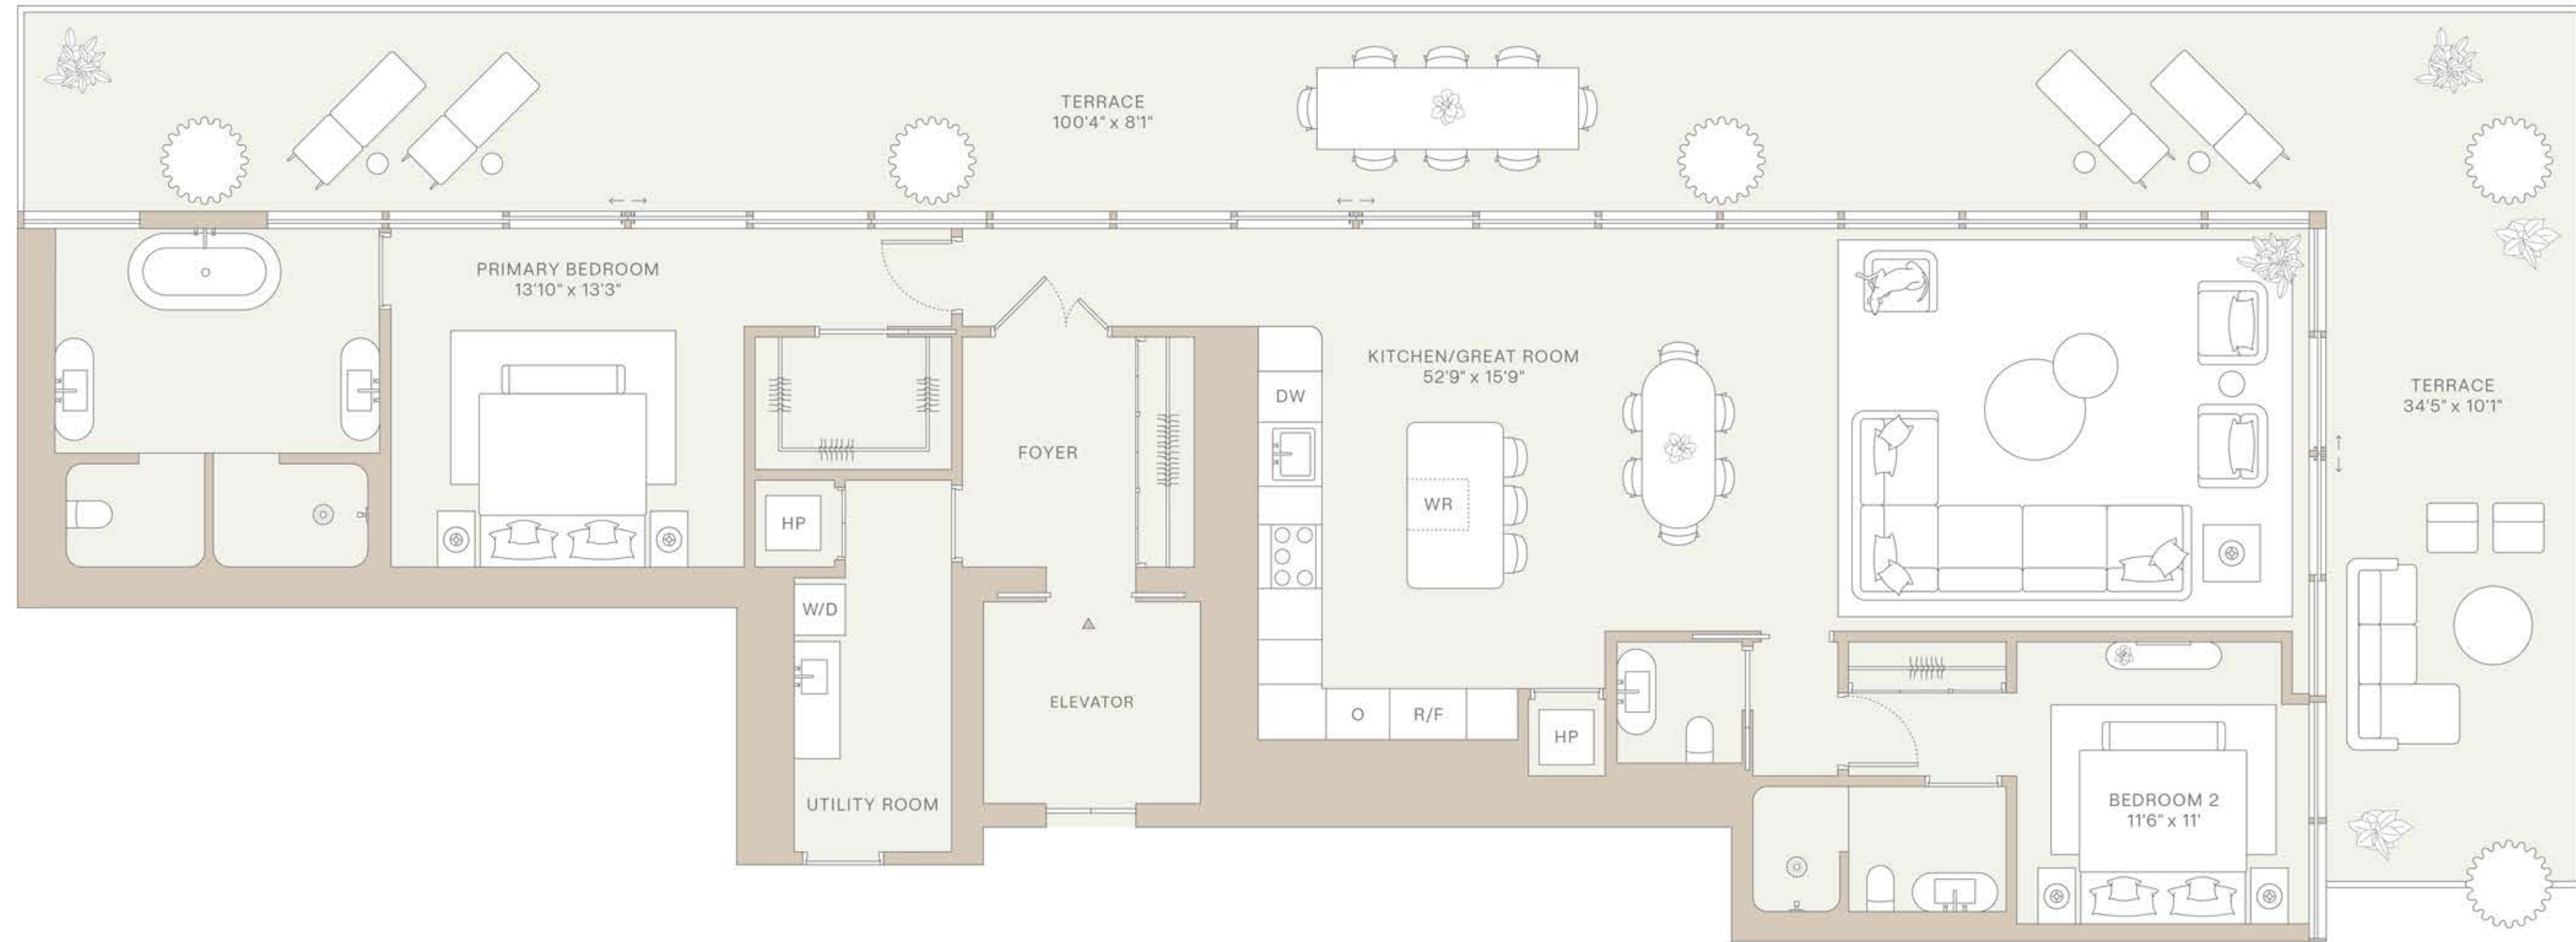 TERRACE
100'4" x 8'1"
PRIMARY BEDROOM
13'10" x 13'3"
KITCHEN/GREAT ROOM
52'9" x 15'9"
TERRACE
34'5" x 10'1"
DW
FOYER
WR
HP
W/D
ELEVATOR
O
R/F
HP
UTILITY ROOM
BEDROOM 2
11'6" x 11'